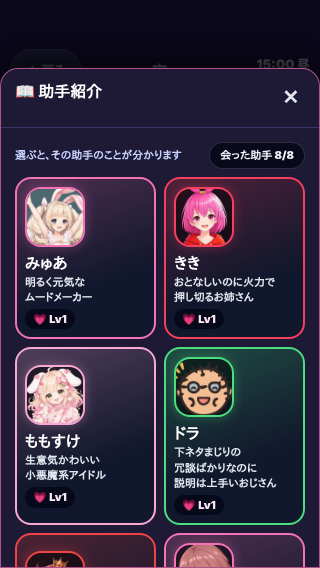 15:00 昼
📖 助手紹介
×
選ぶと、その助手のことが分かります
会った助手 8/8
みゅあ
明るく元気な
ムードメーカー
💗 Lv1
きき
おとなしいのに火力で
押し切るお姉さん
💗 Lv1
ももすけ
生意気かわいい
小悪魔系アイドル
💗 Lv1
ドラ
下ネタまじりの
冗談ばかりなのに
説明は上手いおじさん
💗 Lv1